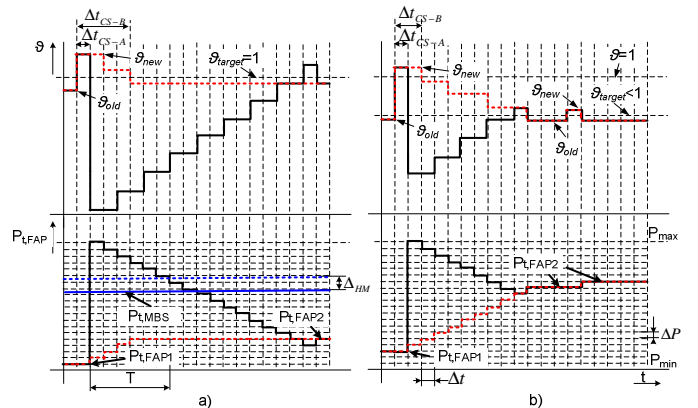 Δt_CS−B
Δt_CS−A
ϑ
ϑ_new
ϑ_target=1
ϑ_old
P_t,FAP
Δ_HM
P_t,MBS
P_t,FAP2
P_t,FAP1
T
a)
Δt_CS−B
Δt_CS−A
ϑ
ϑ_new
ϑ=1
ϑ_new
ϑ_target<1
ϑ_old
ϑ_old
P_max
P_t,FAP2
ΔP
P_t,FAP1
P_min
Δt
t
b)